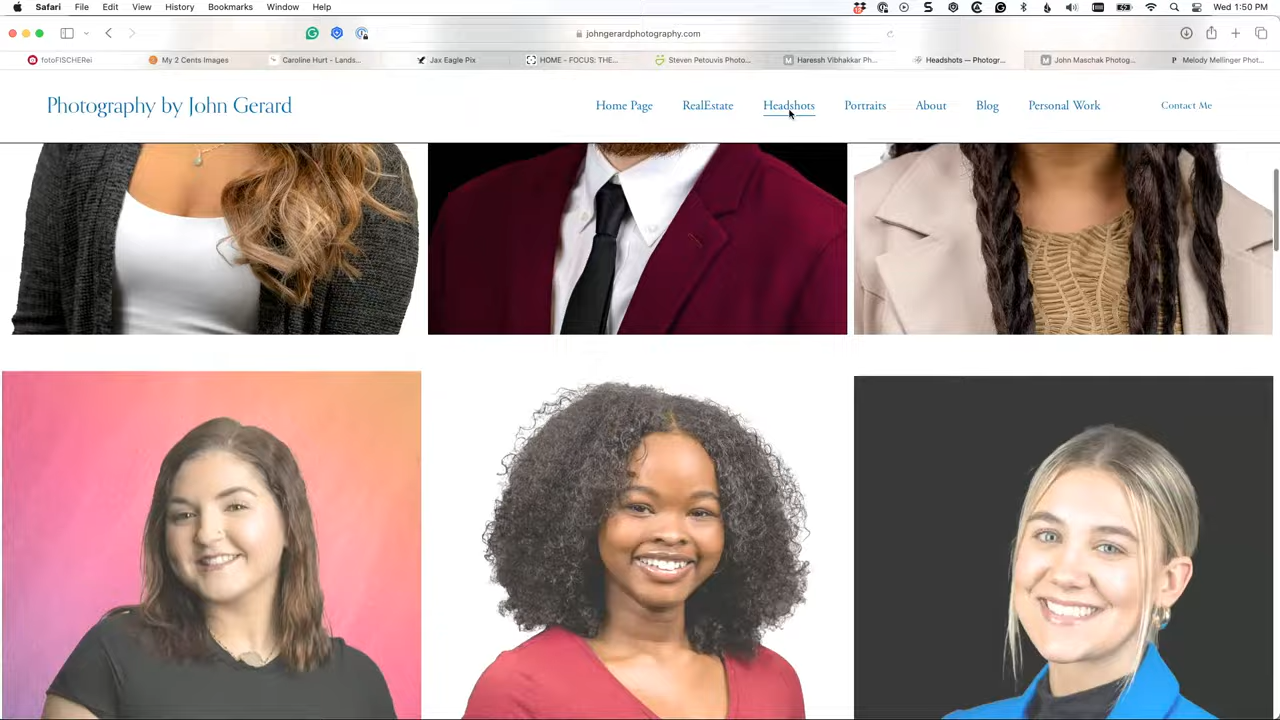 Safari File Edit View History Bookmarks Window Help Wed 1:50 PM
johngerardphotography.com
fotoFISCHERei My 2 Cents Images Caroline Hurt - Lands... Jax Eagle Pix HOME - FOCUS: THE... Steven Petouvis Photo... Haressh Vibhakkar Ph... Headshots — Photogr... John Maschak Photog... Melody Mellinger Phot...
Photography by John Gerard Home Page RealEstate Headshots Portraits About Blog Personal Work Contact Me